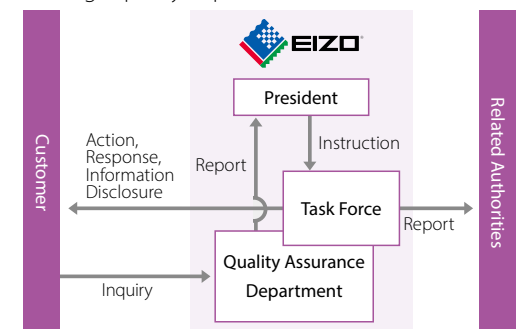 EIZO
President
Customer
Action,
Response,
Information
Disclosure
Report
Instruction
Task Force
Report
Related Authorities
Quality Assurance
Department
Inquiry